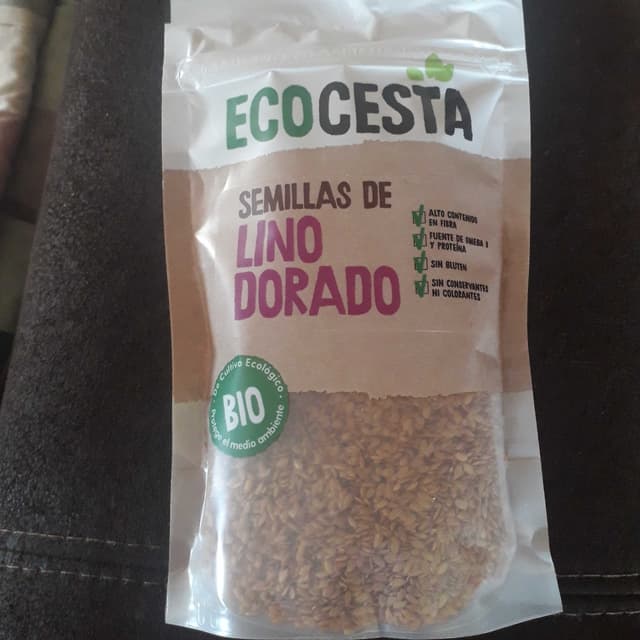 ECOCESTA
SEMILLAS DE
LINO
DORADO
ALTO CONTENIDO
EN FIBRA
FUENTE DE OMEGA 3
Y PROTEÍNA
SIN GLUTEN
SIN CONSERVANTES
NI COLORANTES
De Cultivo Ecológico
BIO
Protege el medio ambiente